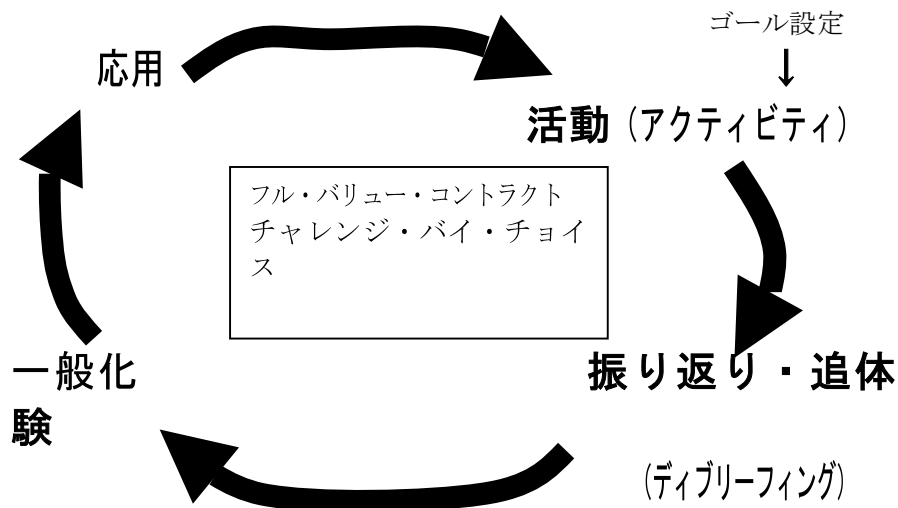 ゴール設定
応用
↓
活動（アクティビティ）
フル・バリュー・コントラクト
チャレンジ・バイ・チョイ
ス
一般化
振り返り・追体
験
（ディブリーフィング）